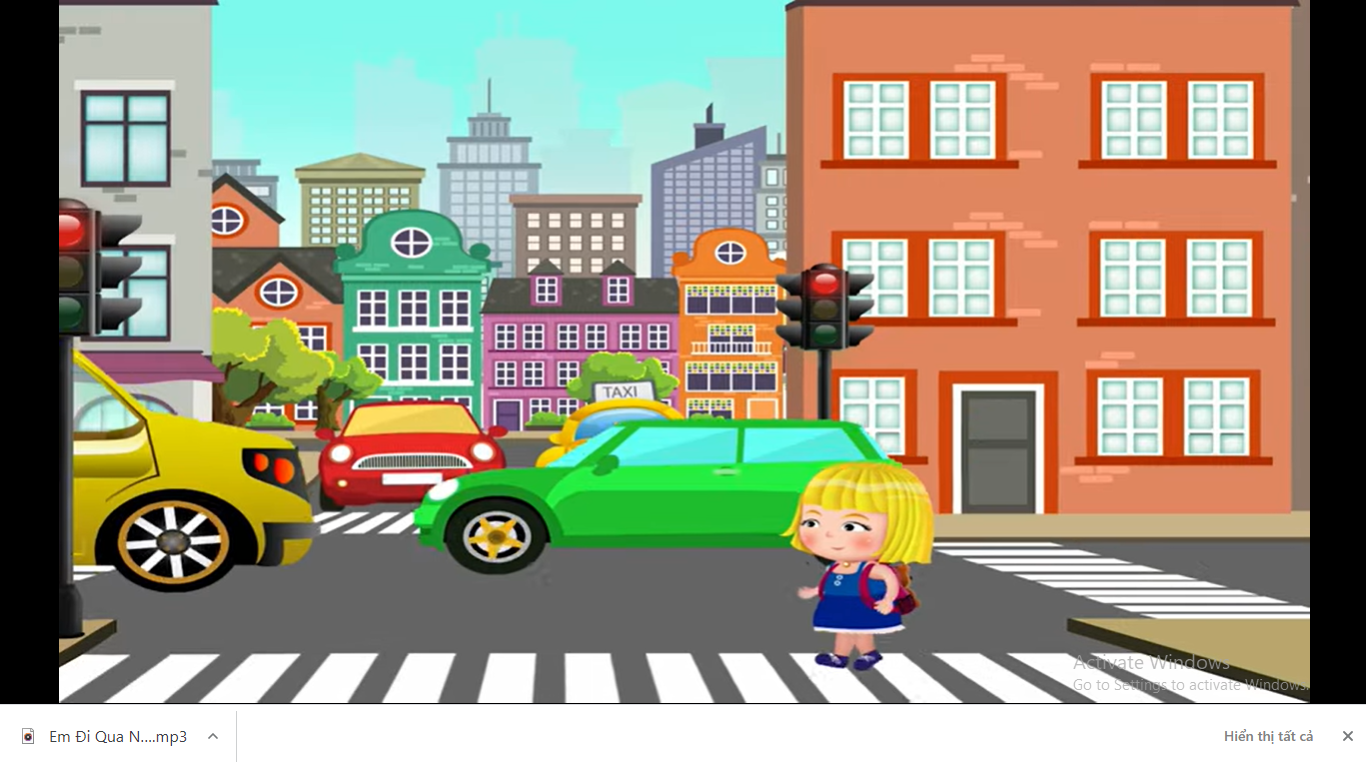 TAXI
Activate Windows
Go to Settings to activate Windows.
Em Đi Qua N....mp3
Hiển thị tất cả